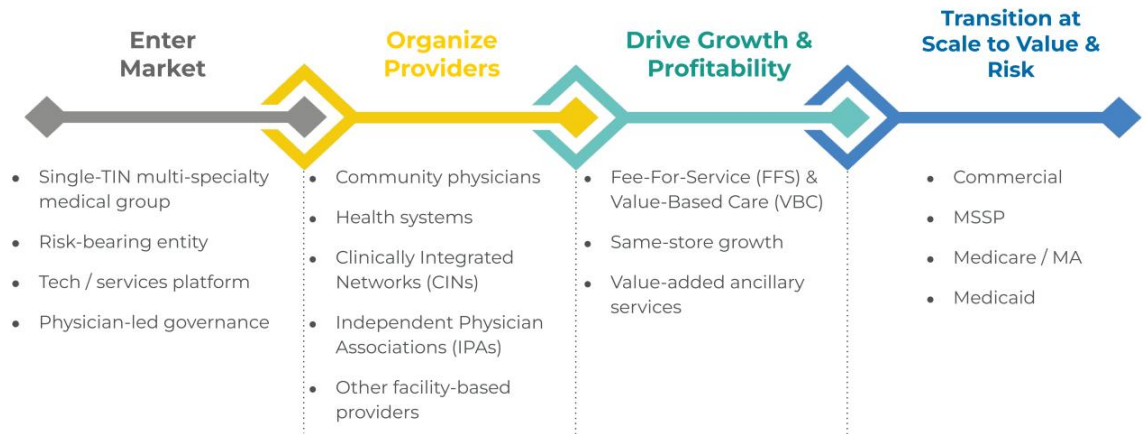 Enter
Market
Organize
Providers
Drive Growth &
Profitability
Transition at
Scale to Value &
Risk
• Single-TIN multi-specialty
medical group
• Risk-bearing entity
• Tech / services platform
• Physician-led governance
• Community physicians
• Health systems
• Clinically Integrated
Networks (CINs)
• Independent Physician
Associations (IPAs)
• Other facility-based
providers
• Fee-For-Service (FFS) &
Value-Based Care (VBC)
• Same-store growth
• Value-added ancillary
services
• Commercial
• MSSP
• Medicare / MA
• Medicaid